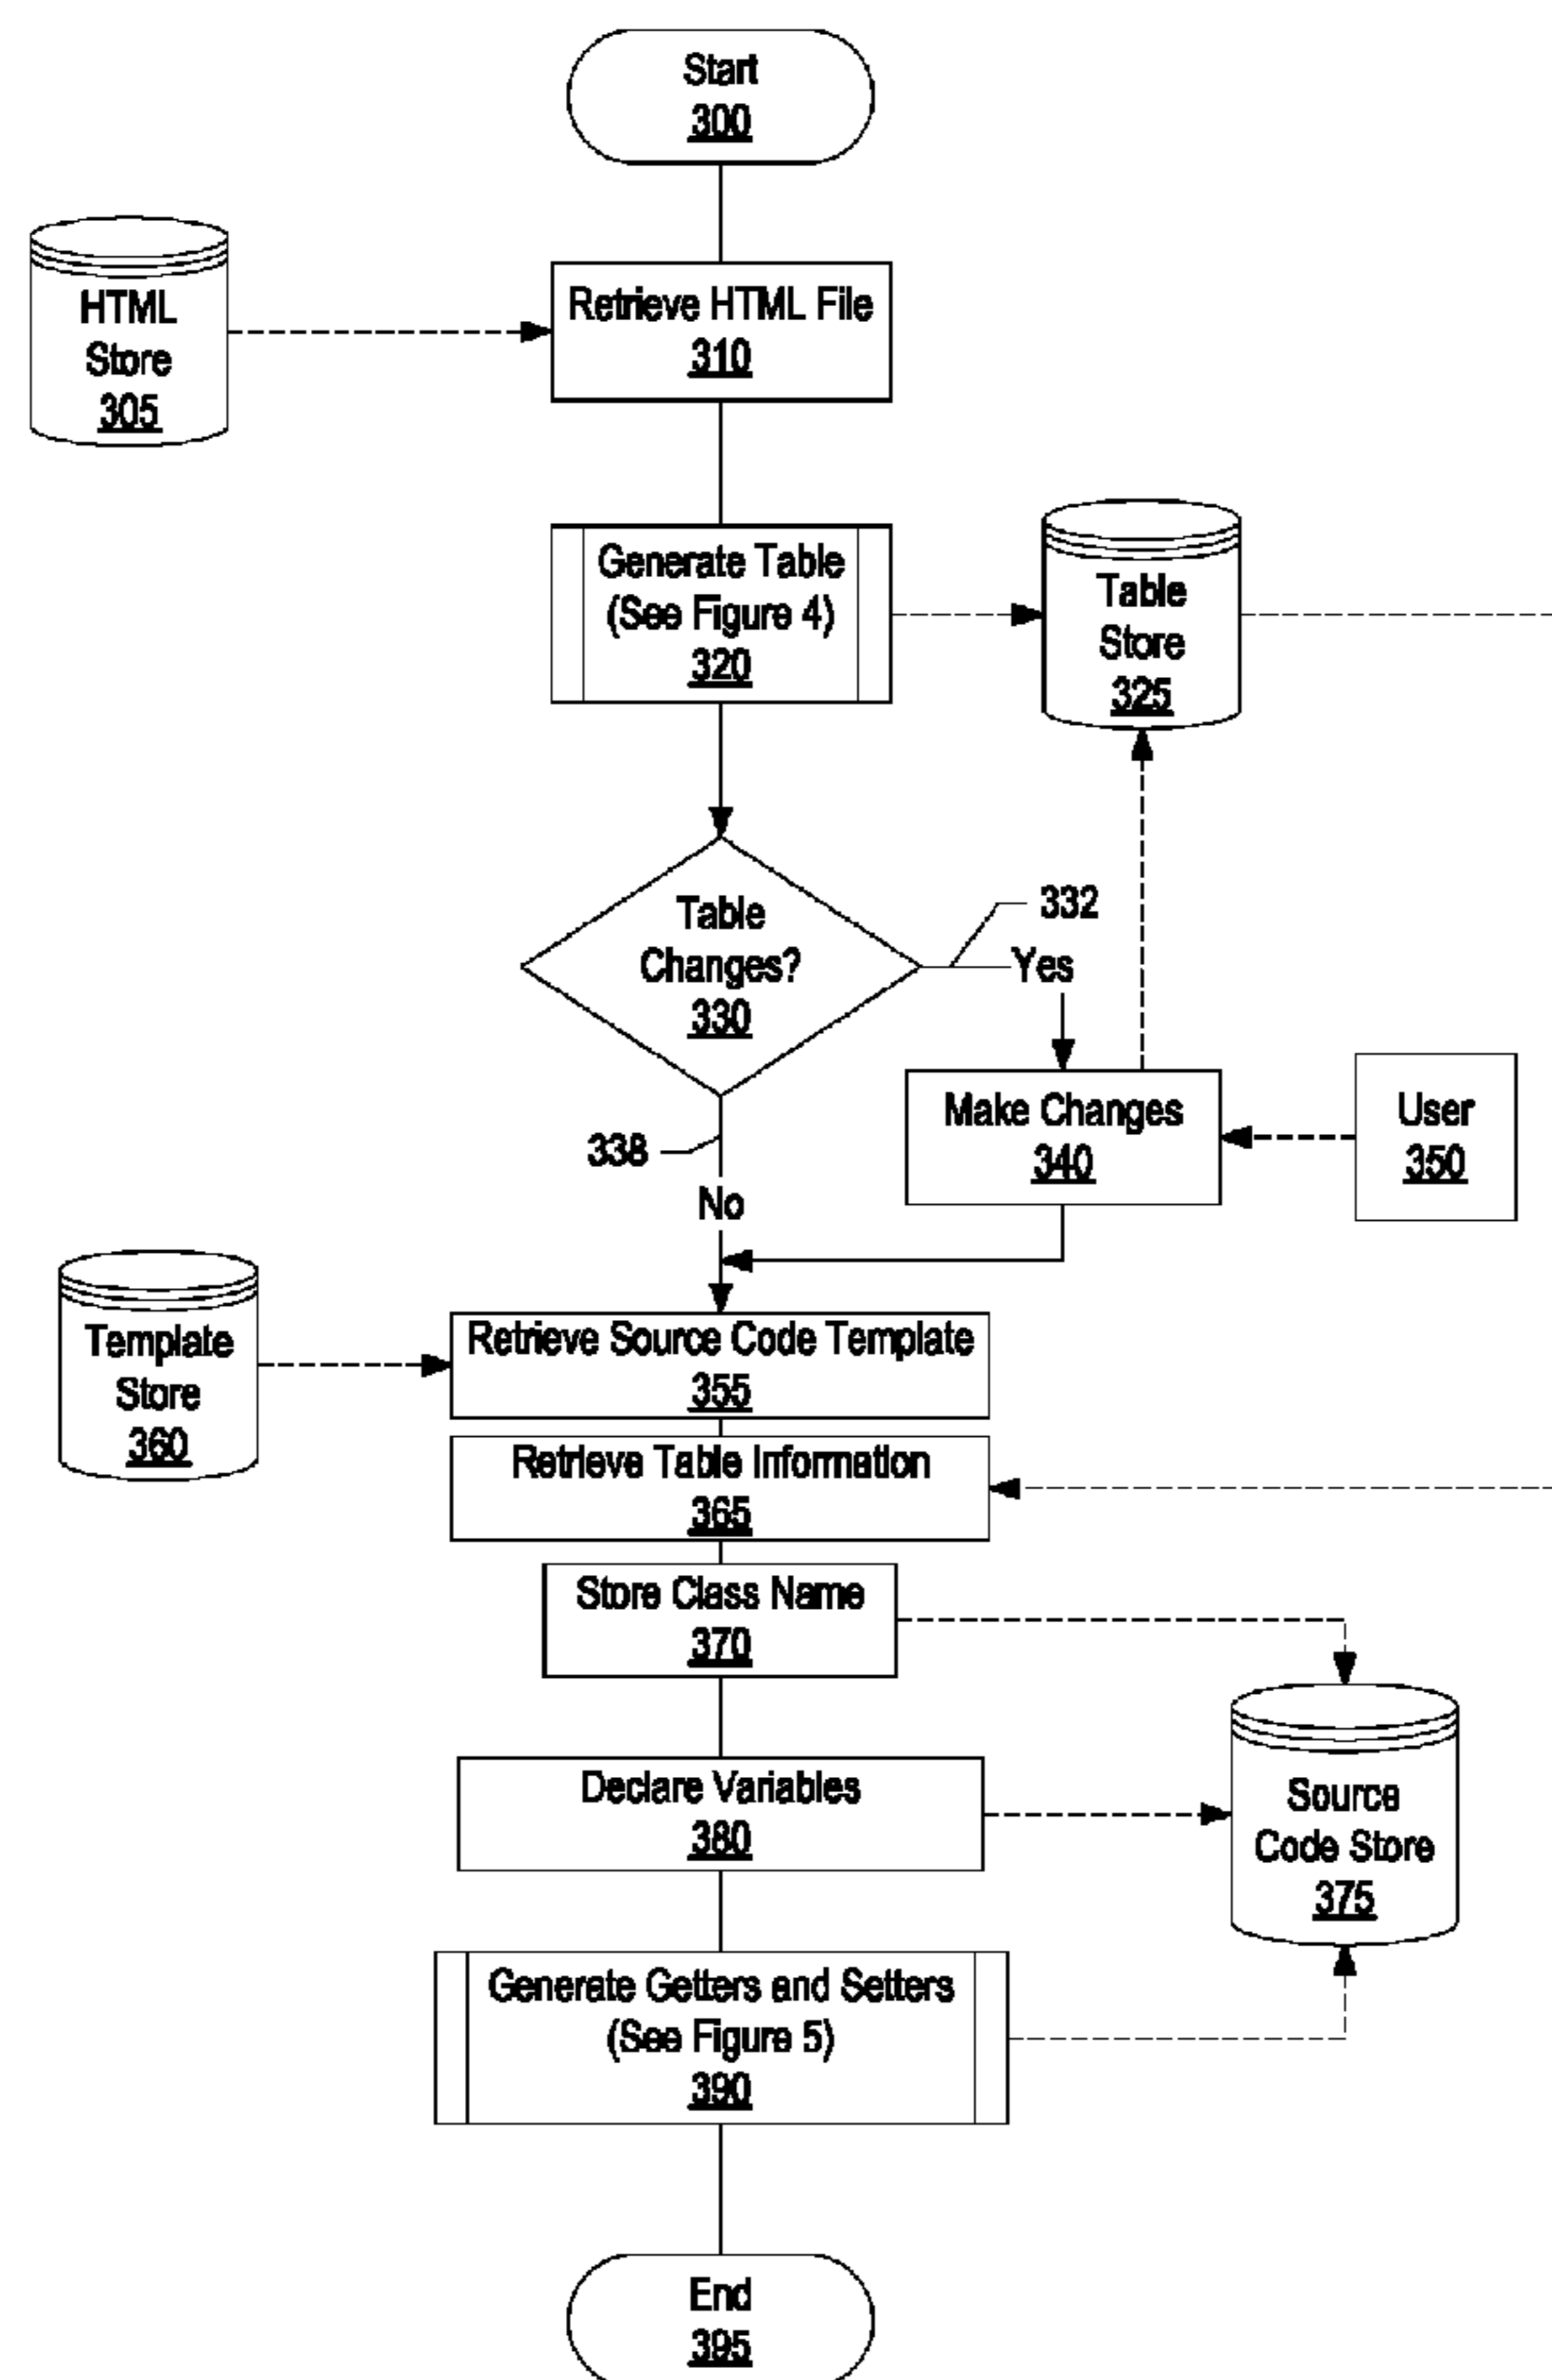 Start
300
HTML
Store
305
Retrieve HTML File
310
Generate Table
(See Figure 4)
320
Table
Store
325
Table
Changes?
330
332
Yes
338
No
Make Changes
340
User
350
Template
Store
360
Retrieve Source Code Template
355
Retrieve Table Information
365
Store Class Name
370
Declare Variables
380
Source
Code Store
375
Generate Getters and Setters
(See Figure 5)
390
End
395